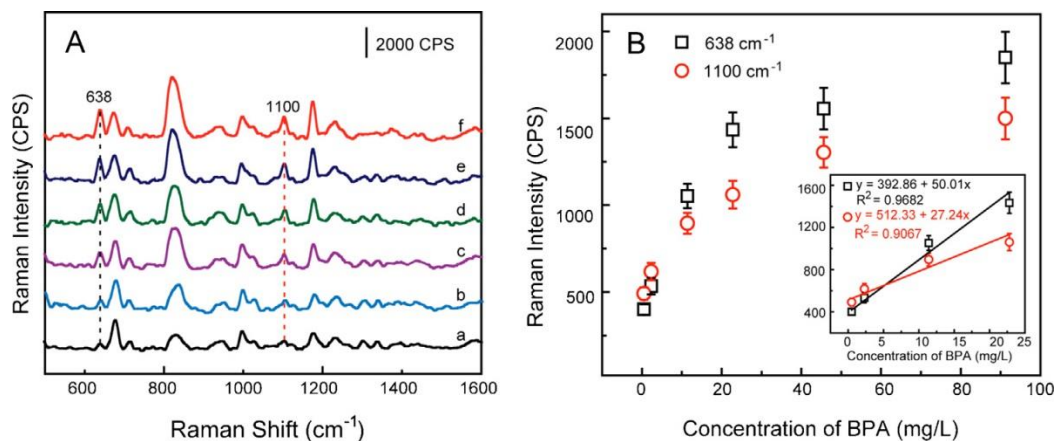 A
2000 CPS
638
1100
f
e
d
c
b
a
Raman Intensity (CPS)
600 800 1000 1200 1400 1600
Raman Shift (cm⁻¹)
B
638 cm⁻¹
1100 cm⁻¹
2000
1500
1000
500
Raman Intensity (CPS)
0 20 40 60 80 100
Concentration of BPA (mg/L)
y = 392.86 + 50.01x
R² = 0.9682
y = 512.33 + 27.24x
R² = 0.9067
1600
1200
800
400
0 5 10 15 20 25
Concentration of BPA (mg/L)